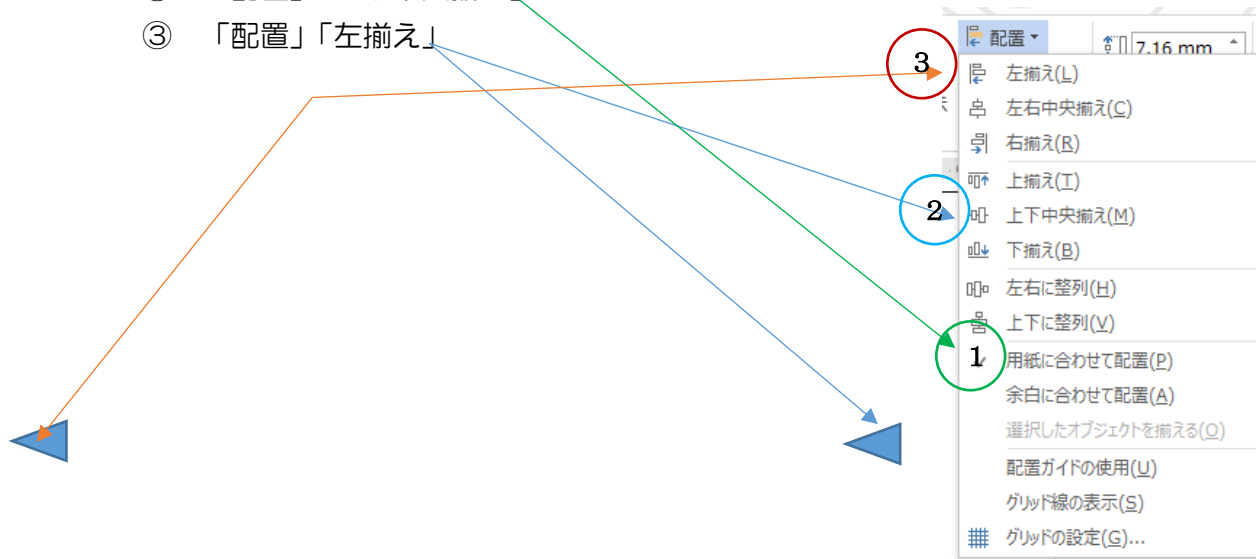 ③ 「配置」「左揃え」
配置
7.16 mm
3
左揃え(L)
左右中央揃え(C)
右揃え(R)
上揃え(T)
2
上下中央揃え(M)
下揃え(B)
左右に整列(H)
上下に整列(V)
1
用紙に合わせて配置(P)
余白に合わせて配置(A)
選択したオブジェクトを揃える(O)
配置ガイドの使用(U)
グリッド線の表示(S)
グリッドの設定(G)...